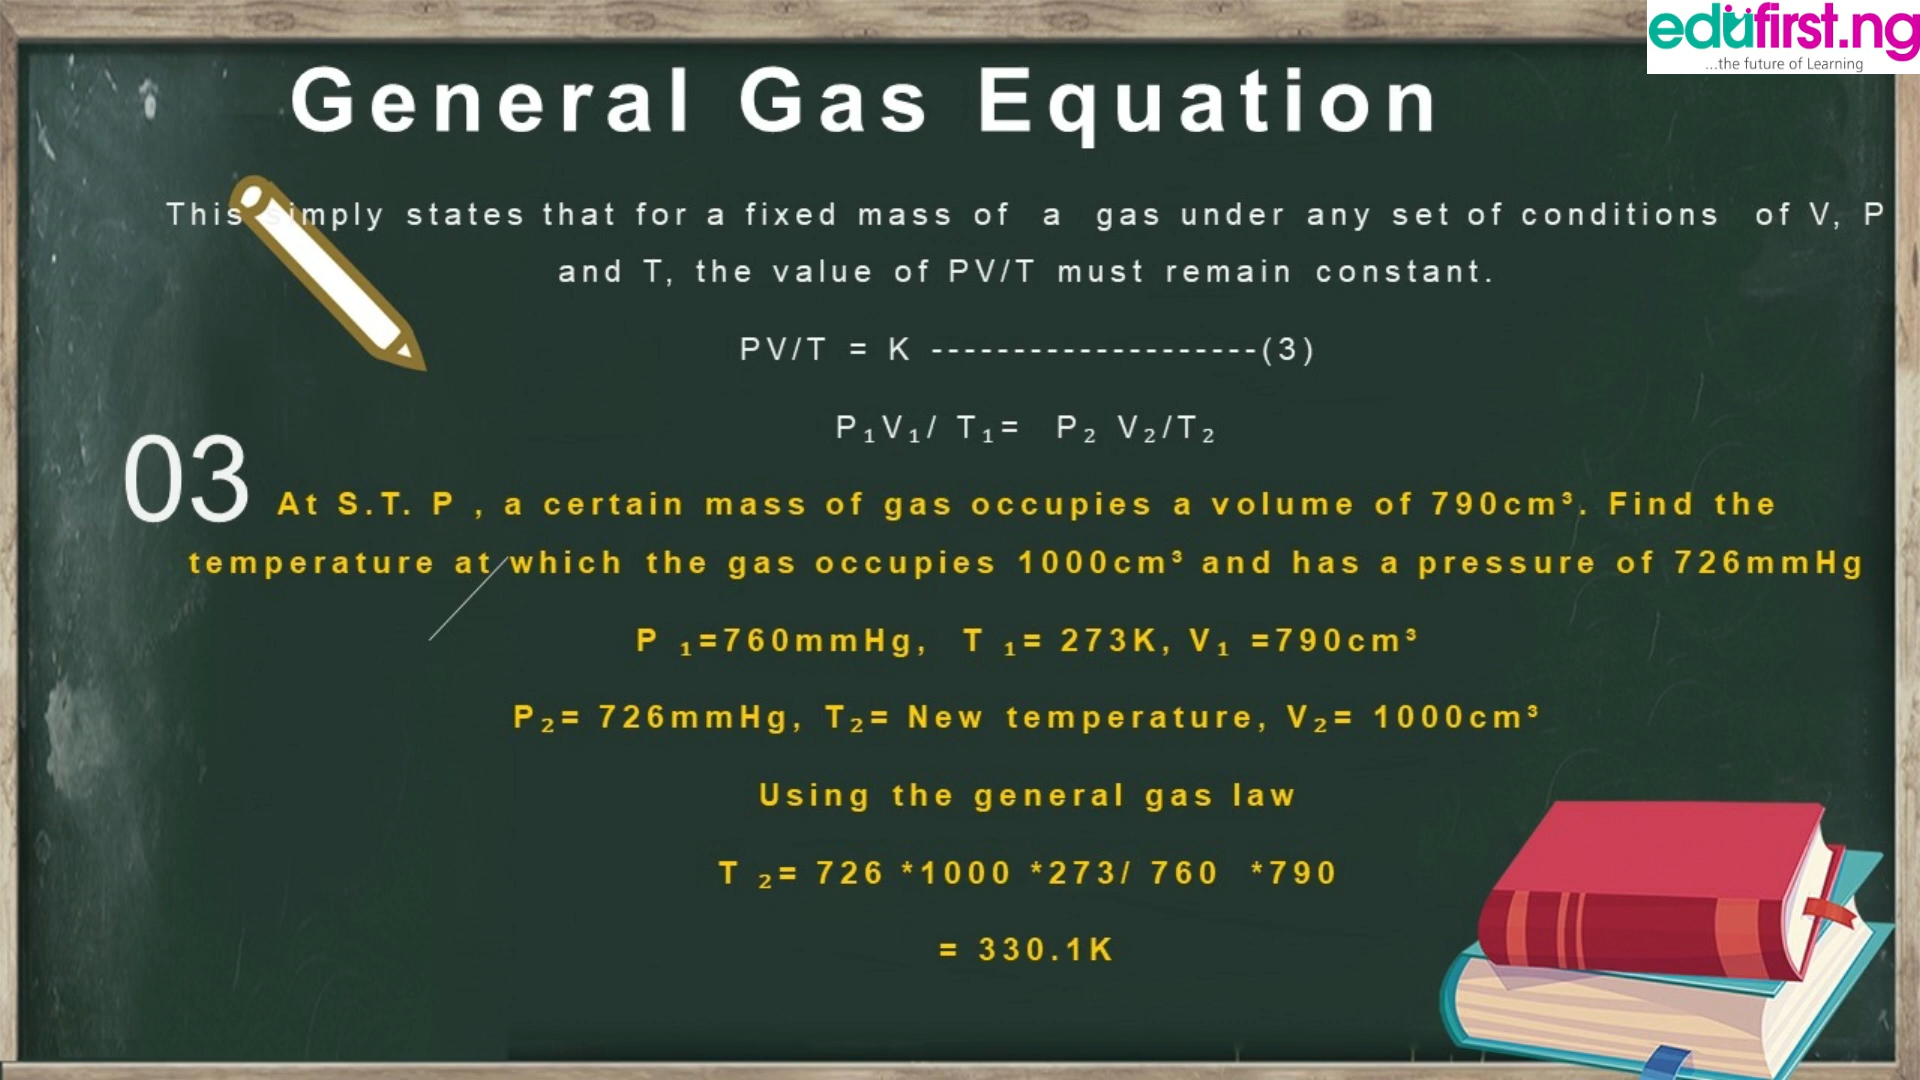 edufirst.ng
...the future of Learning
General Gas Equation
This simply states that for a fixed mass of a gas under any set of conditions of V, P
and T, the value of PV/T must remain constant.
PV/T = K --------------------(3)
P₁V₁/ T₁= P₂ V₂/T₂
03
At S.T. P , a certain mass of gas occupies a volume of 790cm³. Find the
temperature at which the gas occupies 1000cm³ and has a pressure of 726mmHg
P ₁=760mmHg, T ₁= 273K, V₁ =790cm³
P₂= 726mmHg, T₂= New temperature, V₂= 1000cm³
Using the general gas law
T ₂= 726 *1000 *273/ 760 *790
= 330.1K